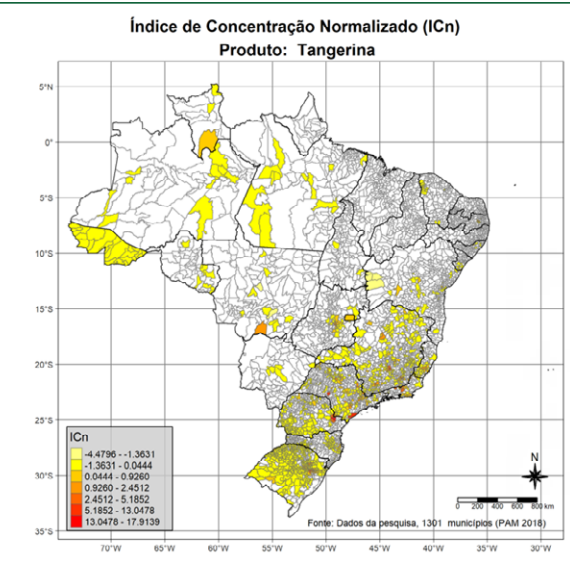 Índice de Concentração Normalizado (ICn)
Produto: Tangerina
5°N
0°
5°S
10°S
15°S
20°S
25°S
30°S
35°S
ICn
-4.4796 - -1.3631
-1.3631 - 0.0444
0.0444 - 0.9260
0.9260 - 2.4512
2.4512 - 5.1852
5.1852 - 13.0478
13.0478 - 17.9139
N
0 200 400 600 800 km
Fonte: Dados da pesquisa, 1301 municípios (PAM 2018)
70°W 65°W 60°W 55°W 50°W 45°W 40°W 35°W 30°W